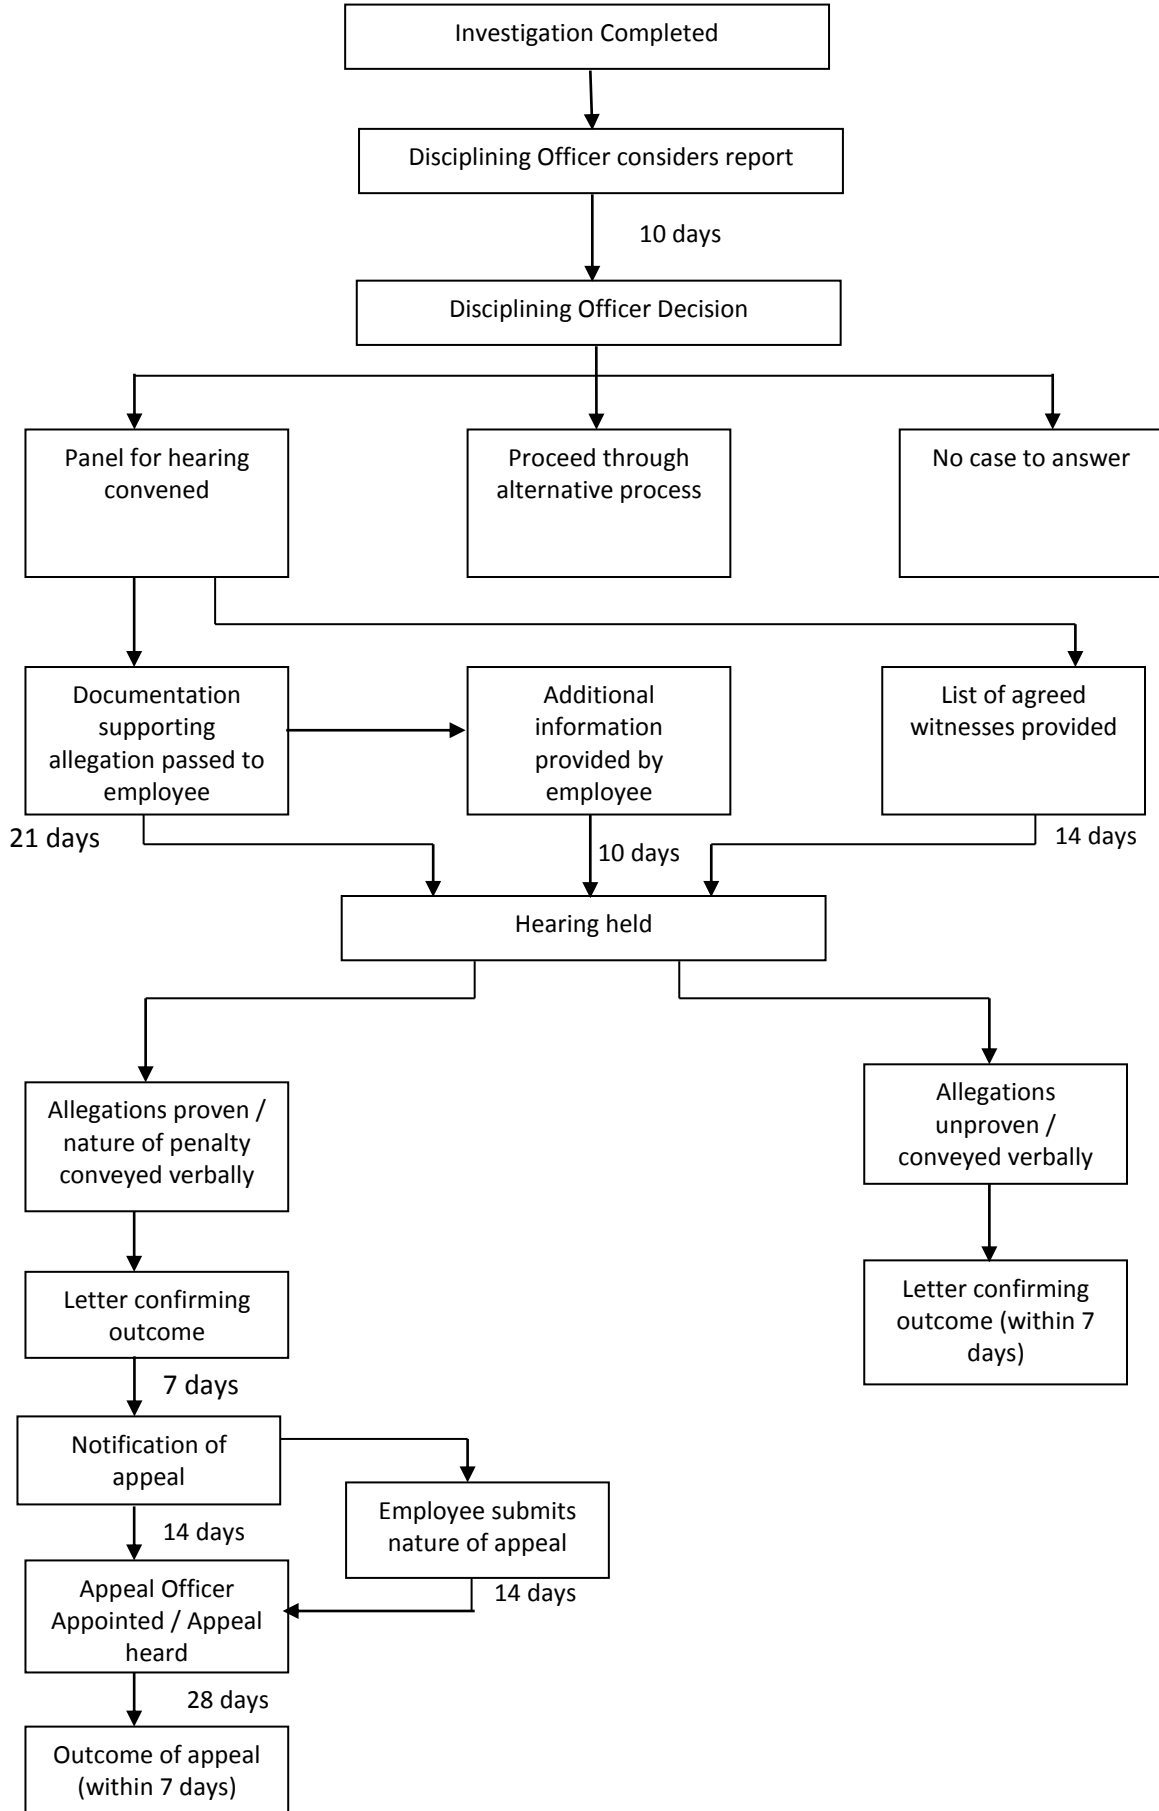 Investigation Completed
Disciplining Officer considers report
10 days
Disciplining Officer Decision
Panel for hearing
convened
Proceed through
alternative process
No case to answer
Documentation
supporting
allegation passed to
employee
Additional
information
provided by
employee
List of agreed
witnesses provided
21 days
10 days
14 days
Hearing held
Allegations proven /
nature of penalty
conveyed verbally
Allegations
unproven /
conveyed verbally
Letter confirming
outcome
Letter confirming
outcome (within 7
days)
7 days
Notification of
appeal
Employee submits
nature of appeal
14 days
14 days
Appeal Officer
Appointed / Appeal
heard
28 days
Outcome of appeal
(within 7 days)